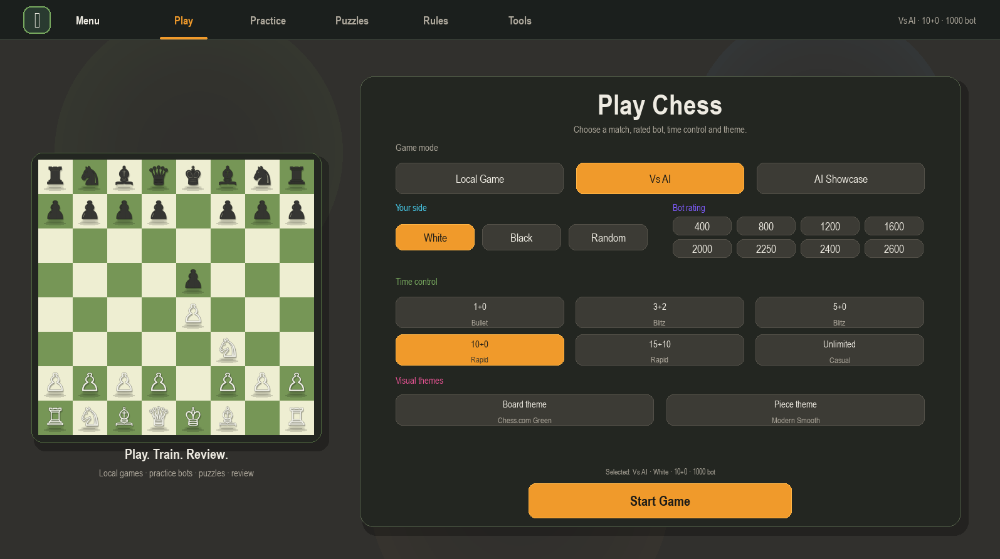 Menu
Play
Practice
Puzzles
Rules
Tools
Vs AI · 10+0 · 1000 bot
Play Chess
Choose a match, rated bot, time control and theme.
Game mode
Local Game
Vs AI
AI Showcase
Your side
White
Black
Random
Bot rating
400
800
1200
1600
2000
2250
2400
2600
Time control
1+0
Bullet
3+2
Blitz
5+0
Blitz
10+0
Rapid
15+10
Rapid
Unlimited
Casual
Visual themes
Board theme
Chess.com Green
Piece theme
Modern Smooth
Selected: Vs AI · White · 10+0 · 1000 bot
Start Game
Play. Train. Review.
Local games · practice bots · puzzles · review